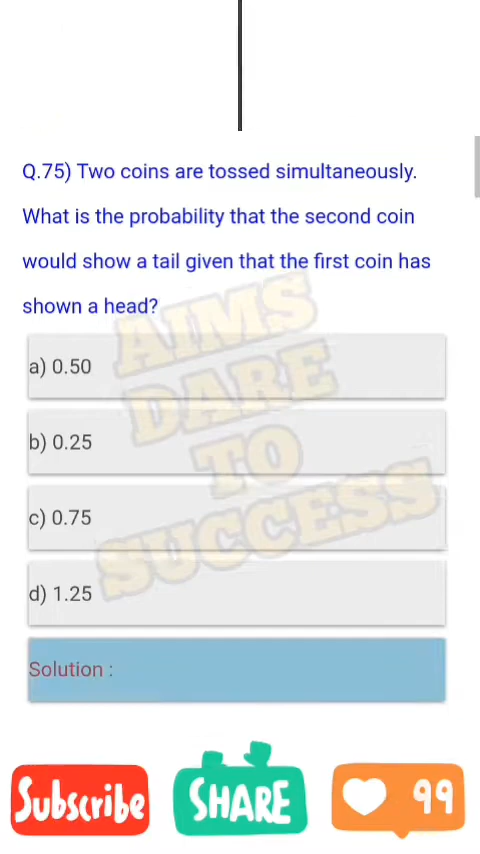 Q.75) Two coins are tossed simultaneously.
What is the probability that the second coin
would show a tail given that the first coin has
shown a head?
AIMS
DARE
TO
SUCCESS
a) 0.50
b) 0.25
c) 0.75
d) 1.25
Solution :
Subscribe
SHARE
99